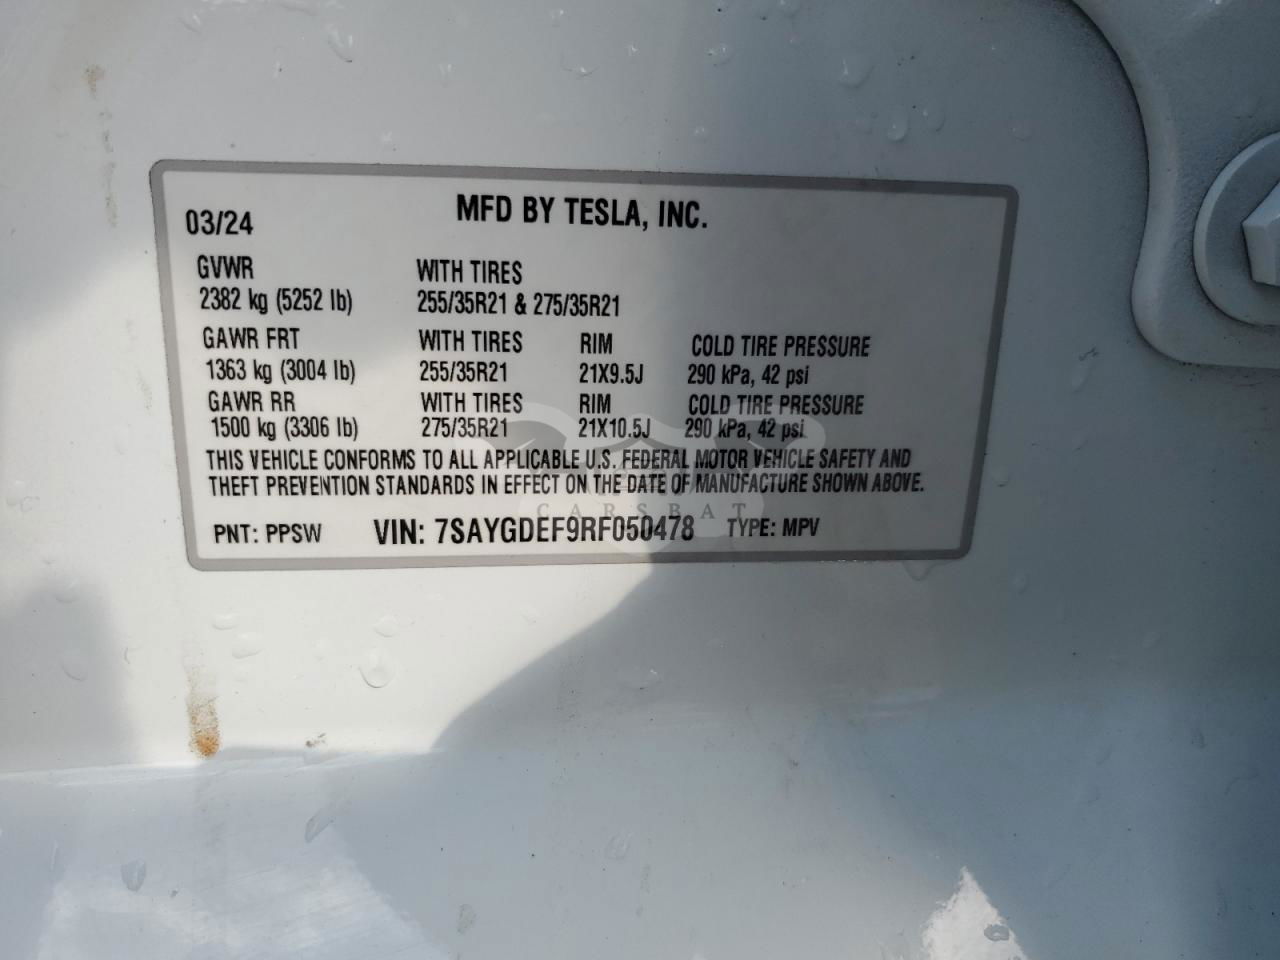 03/24 MFD BY TESLA, INC.
GVWR WITH TIRES
2382 kg (5252 lb) 255/35R21 & 275/35R21
GAWR FRT WITH TIRES RIM COLD TIRE PRESSURE
1363 kg (3004 lb) 255/35R21 21X9.5J 290 kPa, 42 psi
GAWR RR WITH TIRES RIM COLD TIRE PRESSURE
1500 kg (3306 lb) 275/35R21 21X10.5J 290 kPa, 42 psi
THIS VEHICLE CONFORMS TO ALL APPLICABLE U.S. FEDERAL MOTOR VEHICLE SAFETY AND
THEFT PREVENTION STANDARDS IN EFFECT ON THE DATE OF MANUFACTURE SHOWN ABOVE.
CARSBAT
PNT: PPSW VIN: 7SAYGDEF9RF050478 TYPE: MPV